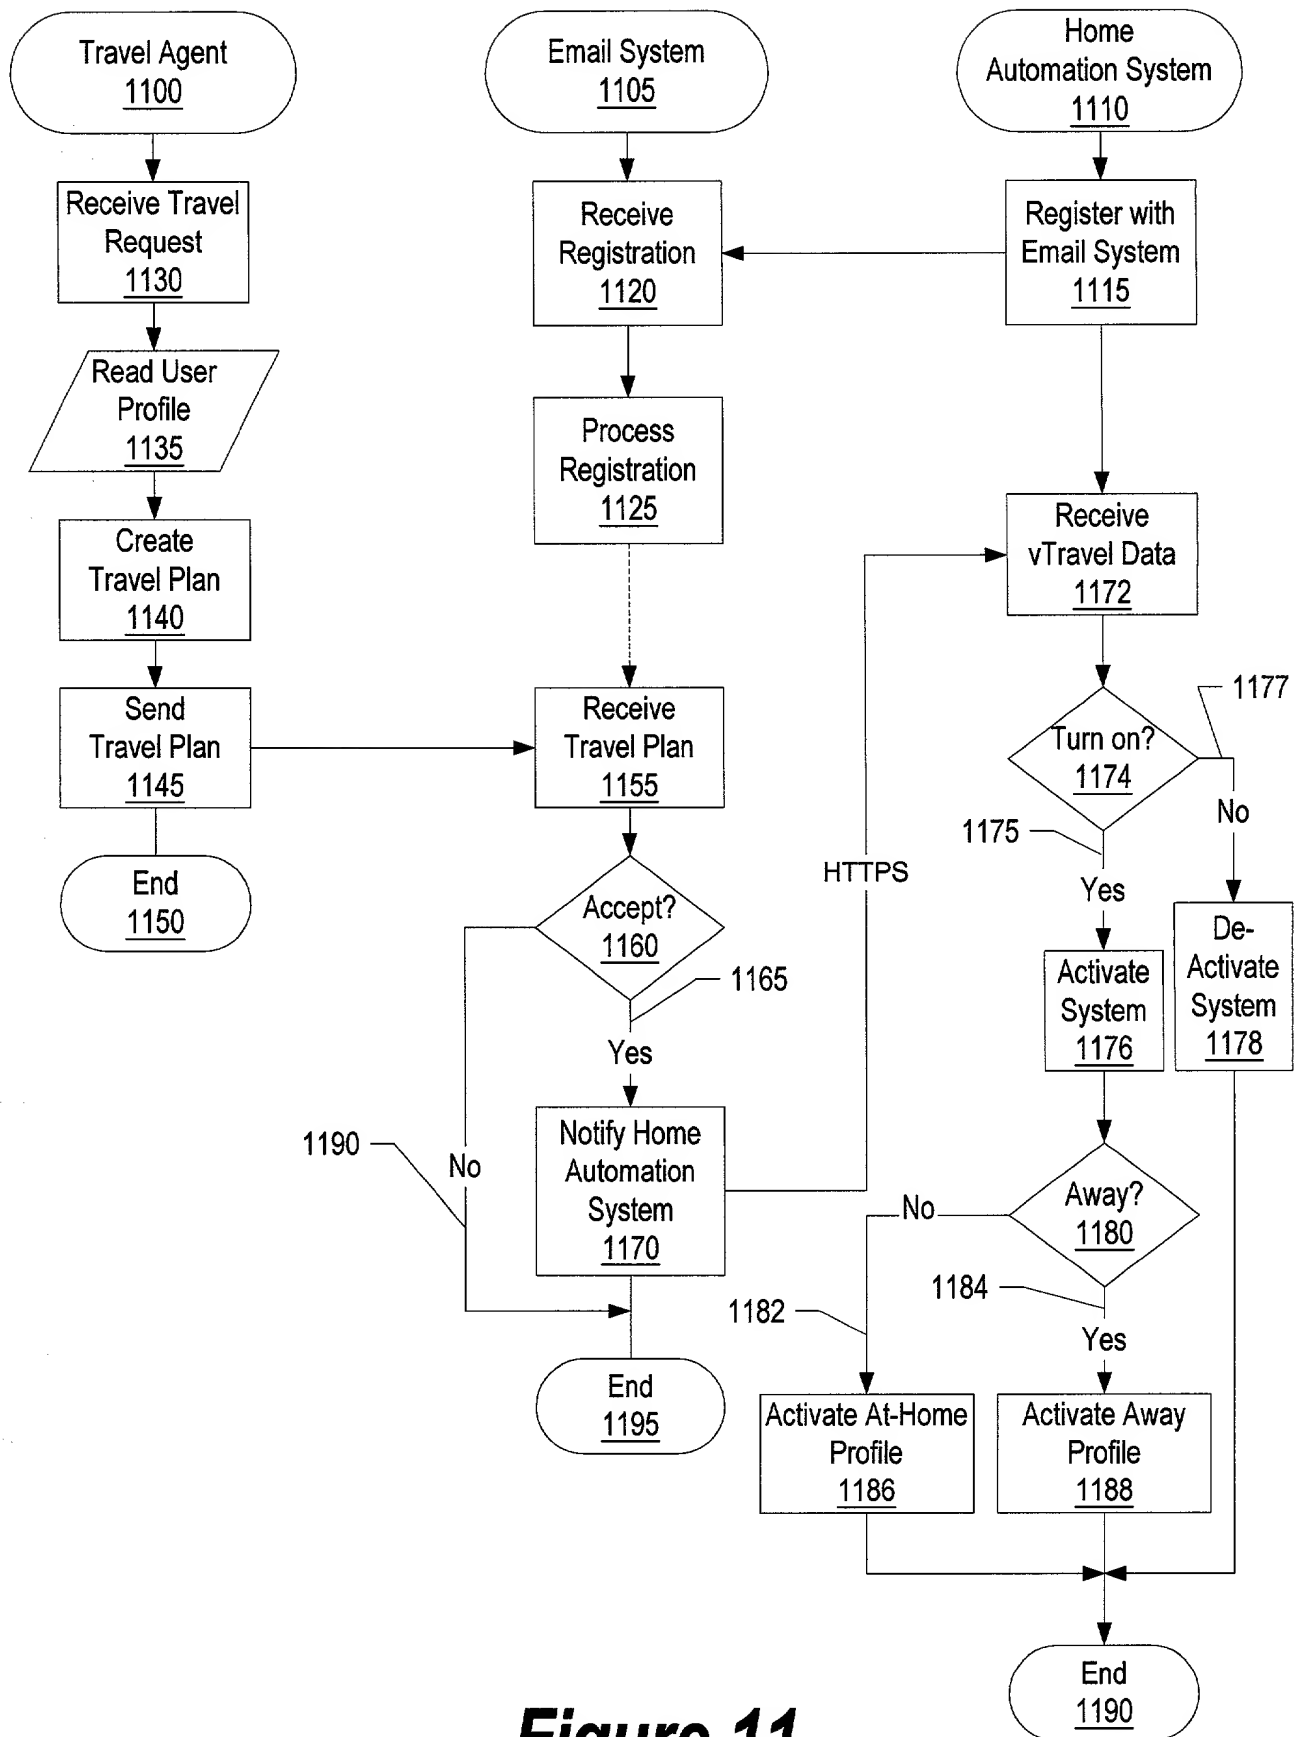 Travel Agent
1100
Receive Travel
Request
1130
Read User
Profile
1135
Create
Travel Plan
1140
Send
Travel Plan
1145
End
1150
Email System
1105
Receive
Registration
1120
Process
Registration
1125
Receive
Travel Plan
1155
Accept?
1160
1165
Yes
1190
No
Notify Home
Automation
System
1170
End
1195
HTTPS
Home
Automation System
1110
Register with
Email System
1115
Receive
vTravel Data
1172
1177
Turn on?
1174
No
1175
Yes
Activate
System
1176
De-
Activate
System
1178
Away?
1180
No
1184
1182
Yes
Activate At-Home
Profile
1186
Activate Away
Profile
1188
End
1190
Figure 11